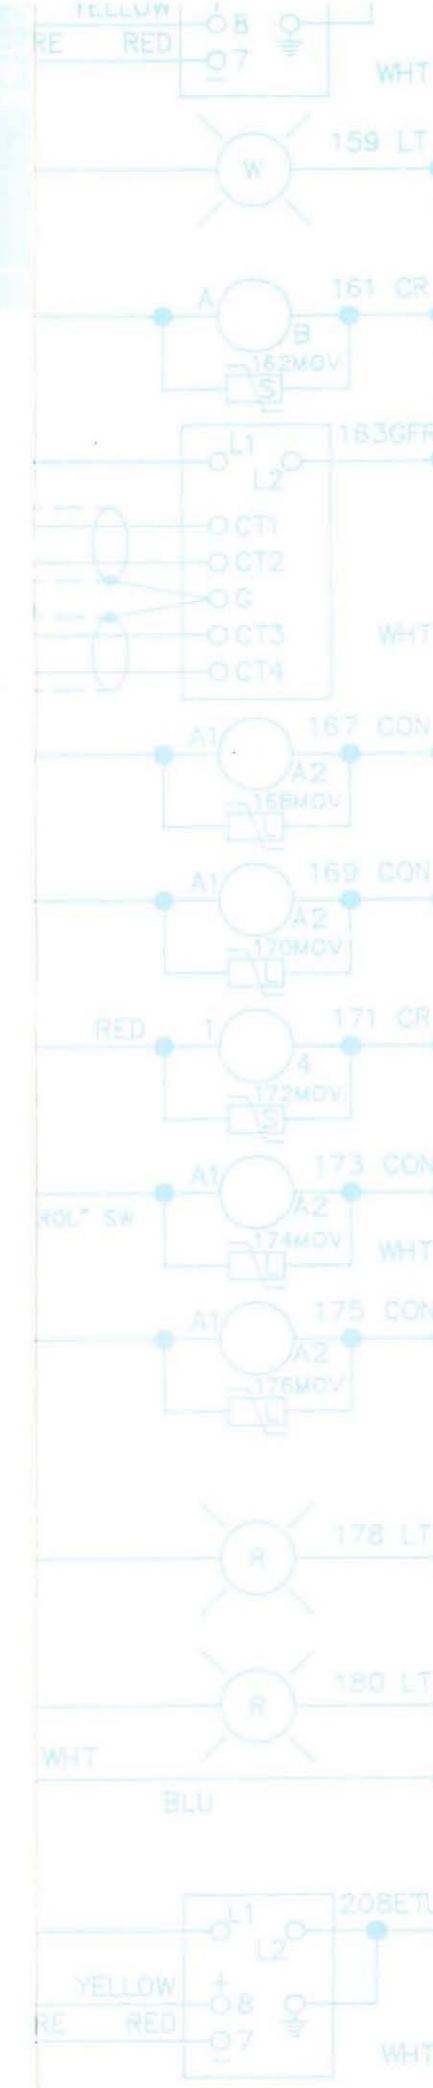 YELLOW
8
RE RED 7
WHT
159 LT
W
161 CR
A
B
162MOV
S
163GFR
L1
L2
CT1
CT2
G
CT3 WHT
CT4
167 CON
A1
A2
168MOV
L
169 CON
A1
A2
170MOV
L
171 CR
RED 1
4
172MOV
S
173 CON
A1
A2
ROL" SW
174MOV WHT
L
175 CON
A1
A2
176MOV
L
178 LT
R
180 LT
R
WHT
BLU
208ETU
L1
L2
YELLOW +
8
RE RED 7
-
WHT